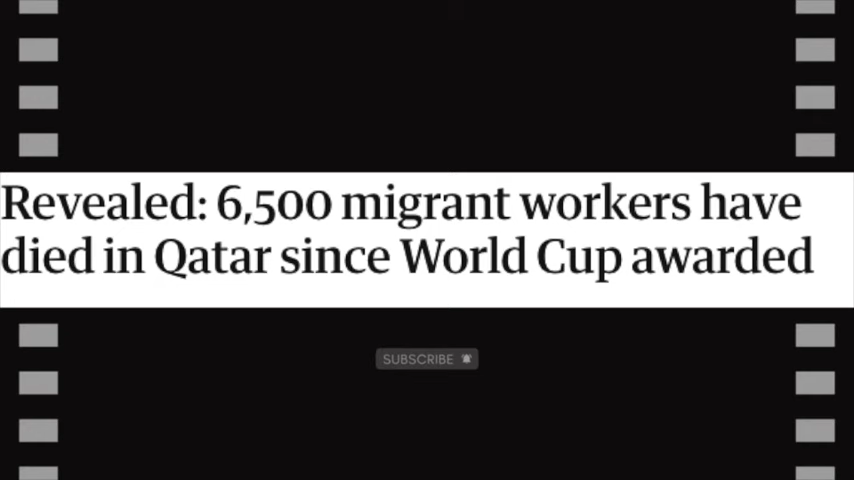 Revealed: 6,500 migrant workers have
died in Qatar since World Cup awarded
SUBSCRIBE